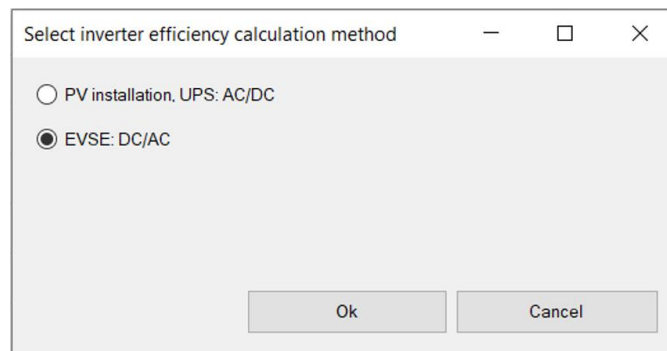 Select inverter efficiency calculation method
PV installation, UPS: AC/DC
EVSE: DC/AC
Ok Cancel